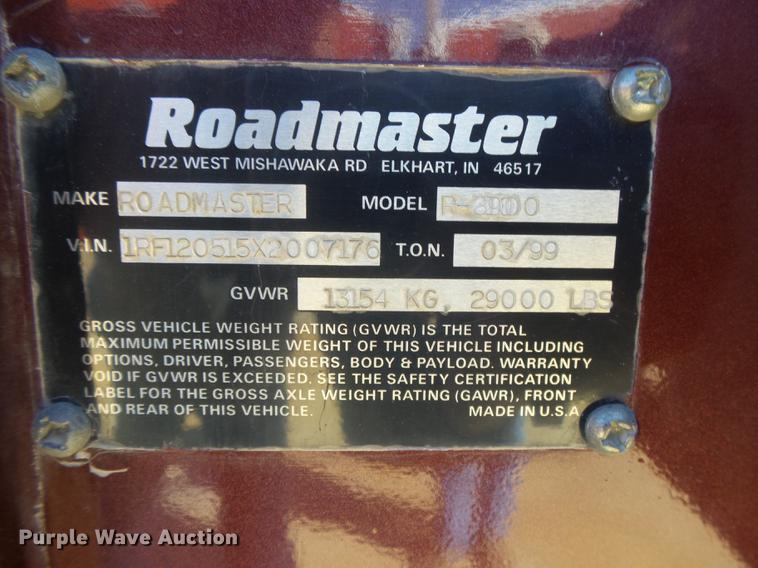 Roadmaster
1722 WEST MISHAWAKA RD ELKHART, IN 46517
MAKE ROADMASTER MODEL
V.I.N. 1RF120515X2007176 T.O.N. 03/99
GVWR 13154 KG, 29000 LBS
GROSS VEHICLE WEIGHT RATING (GVWR) IS THE TOTAL
MAXIMUM PERMISSIBLE WEIGHT OF THIS VEHICLE INCLUDING
OPTIONS, DRIVER, PASSENGERS, BODY & PAYLOAD. WARRANTY
VOID IF GVWR IS EXCEEDED. SEE THE SAFETY CERTIFICATION
LABEL FOR THE GROSS AXLE WEIGHT RATING (GAWR), FRONT
AND REAR OF THIS VEHICLE. MADE IN U.S.A
Purple Wave Auction